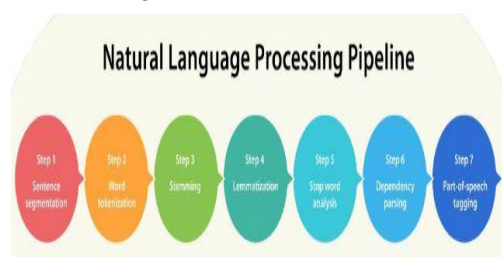 Natural Language Processing Pipeline
Step 1
Sentence
segmentation
Step 2
Word
tokenization
Step 3
Stemming
Step 4
Lemmatization
Step 5
Stop word
analysis
Step 6
Dependency
parsing
Step 7
Part-of-speech
tagging